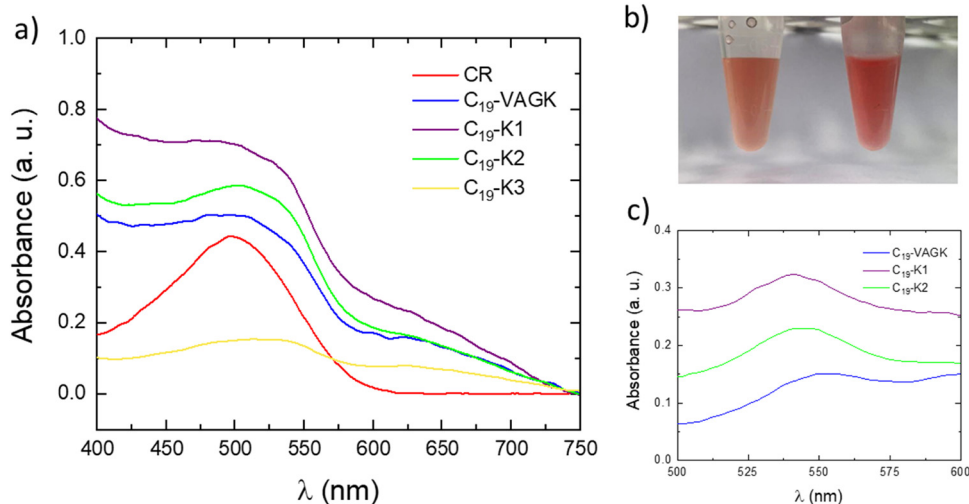 a)
1.0
0.8
0.6
0.4
0.2
0.0
Absorbance (a. u.)
400 450 500 550 600 650 700 750
λ (nm)
CR
C₁₉-VAGK
C₁₉-K1
C₁₉-K2
C₁₉-K3
b)
c)
0.4
0.3
0.2
0.1
0.0
Absorbance (a. u.)
500 525 550 575 600
λ (nm)
C₁₉-VAGK
C₁₉-K1
C₁₉-K2